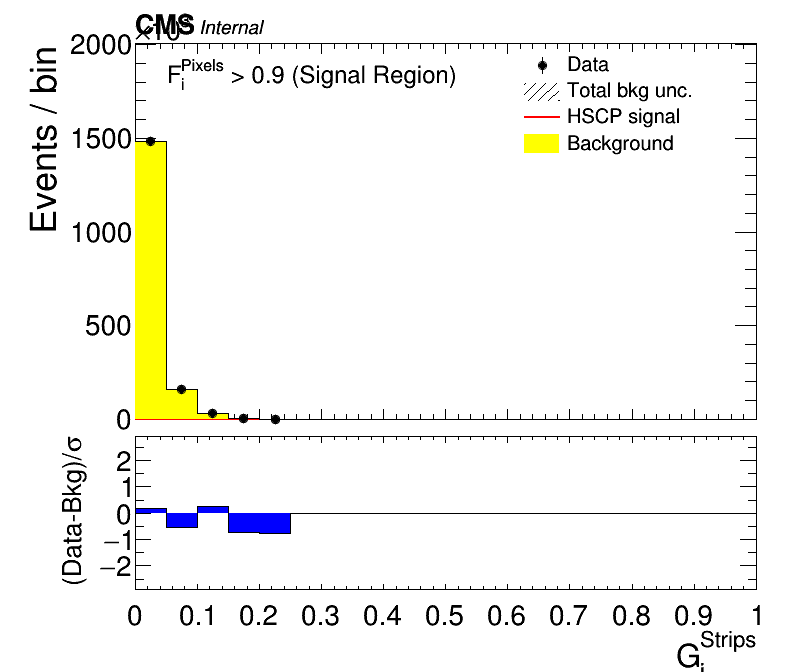 CMS Internal
×10³
F_i^Pixels > 0.9 (Signal Region)
Data
Total bkg unc.
HSCP signal
Background
Events / bin
2000
1500
1000
500
0
(Data-Bkg)/σ
2
1
0
−1
−2
0 0.1 0.2 0.3 0.4 0.5 0.6 0.7 0.8 0.9 1
G_i^Strips